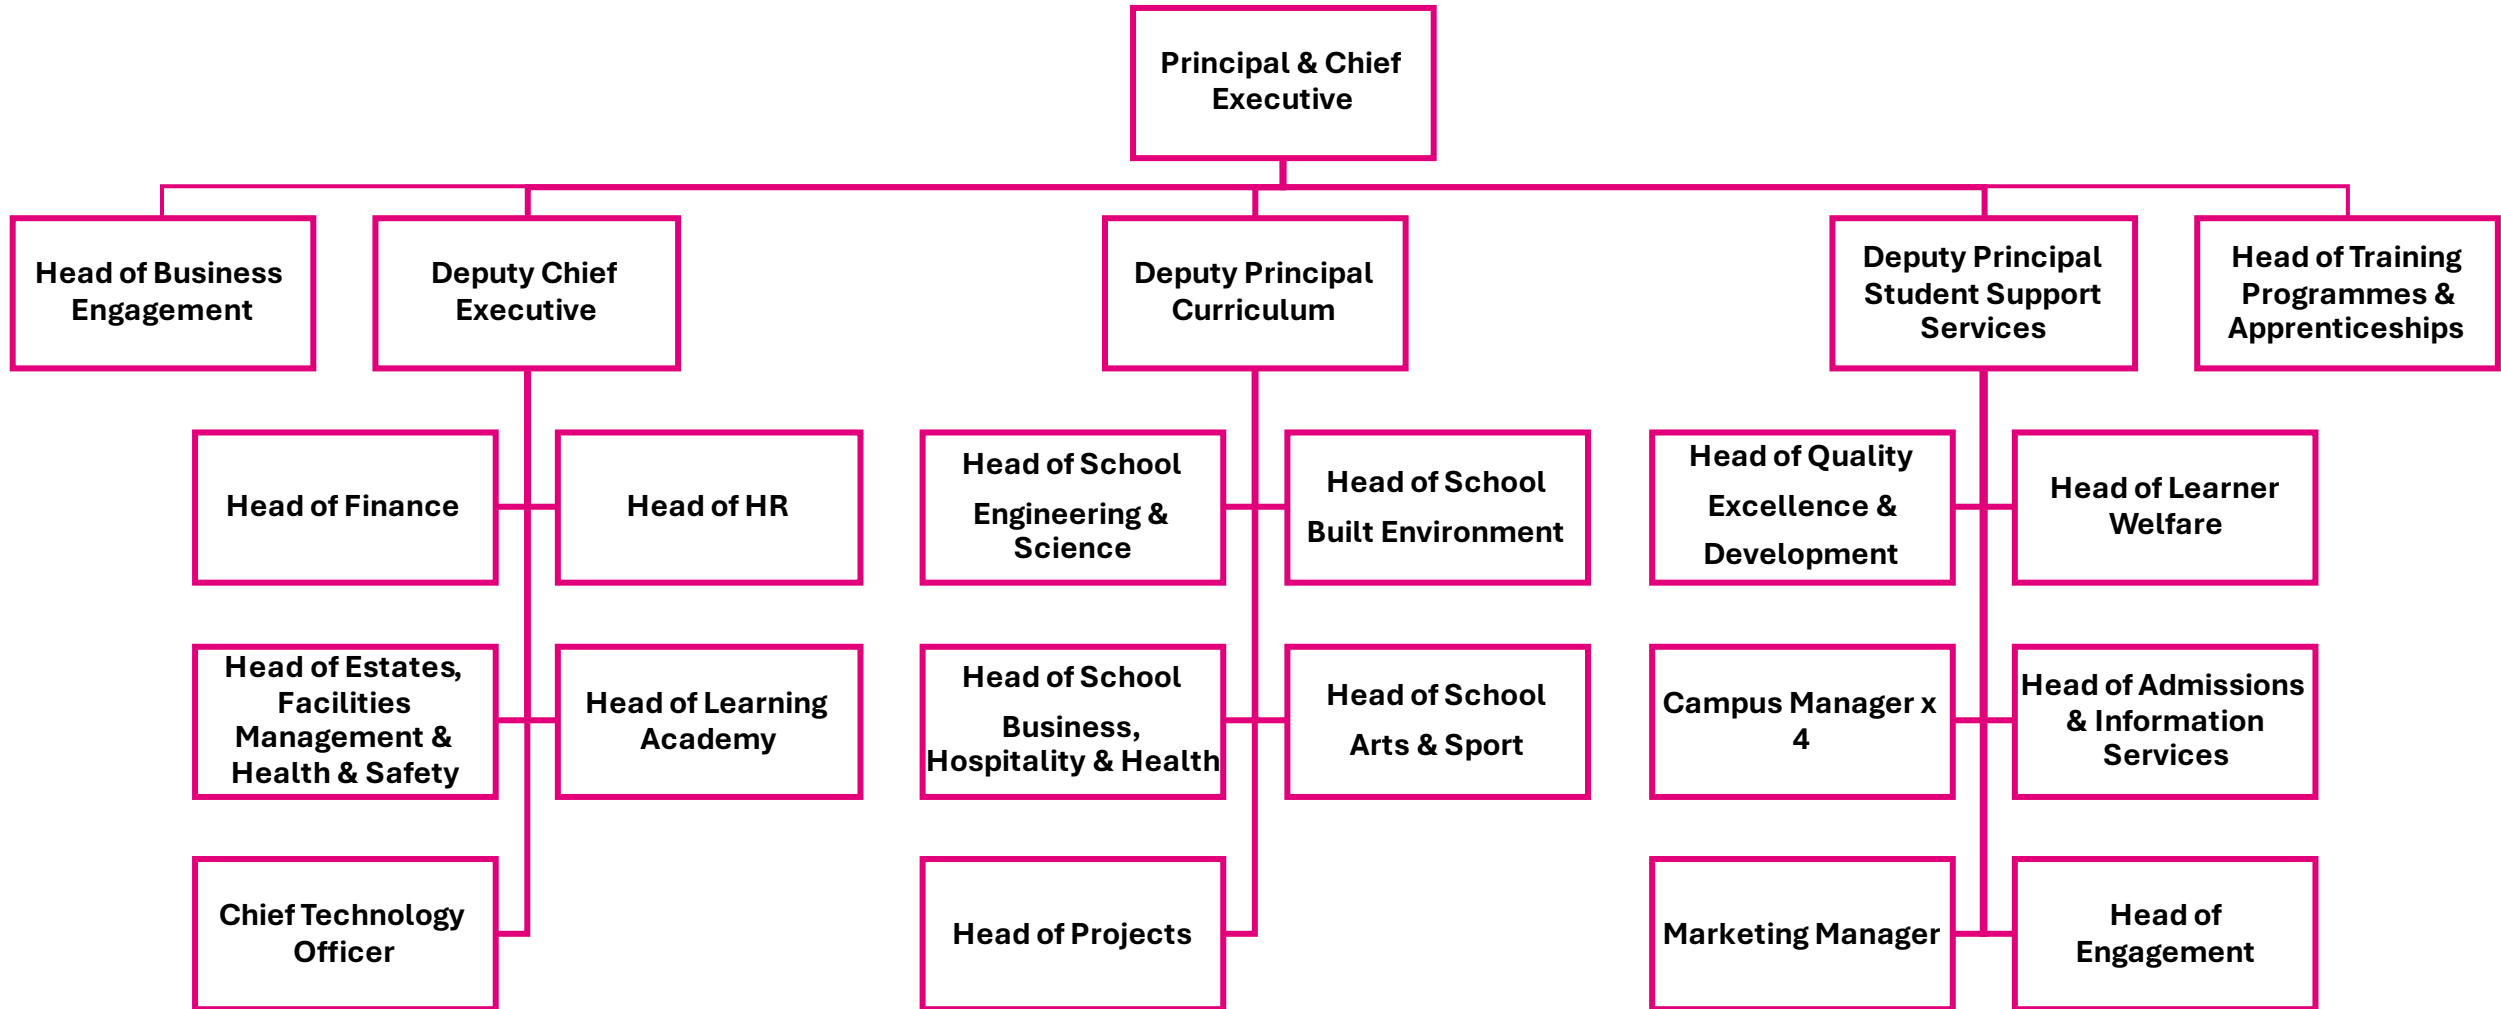 Principal & Chief
Executive
Head of Business
Engagement
Deputy Chief
Executive
Deputy Principal
Curriculum
Deputy Principal
Student Support
Services
Head of Training
Programmes &
Apprenticeships
Head of Finance
Head of HR
Head of School
Engineering &
Science
Head of School
Built Environment
Head of Quality
Excellence &
Development
Head of Learner
Welfare
Head of Estates,
Facilities
Management &
Health & Safety
Head of Learning
Academy
Head of School
Business,
Hospitality & Health
Head of School
Arts & Sport
Campus Manager x
4
Head of Admissions
& Information
Services
Chief Technology
Officer
Head of Projects
Marketing Manager
Head of
Engagement